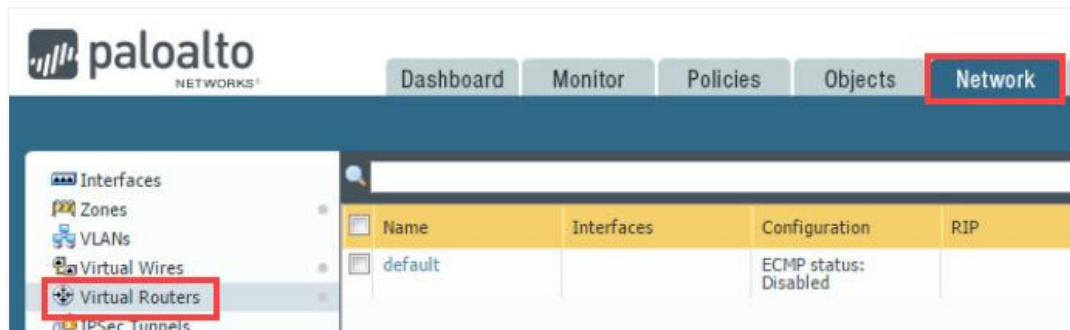 paloalto
NETWORKS®
Dashboard Monitor Policies Objects Network
Interfaces
Zones
VLANs
Virtual Wires
Virtual Routers
IPSec Tunnels
Name Interfaces Configuration RIP
default ECMP status:
Disabled